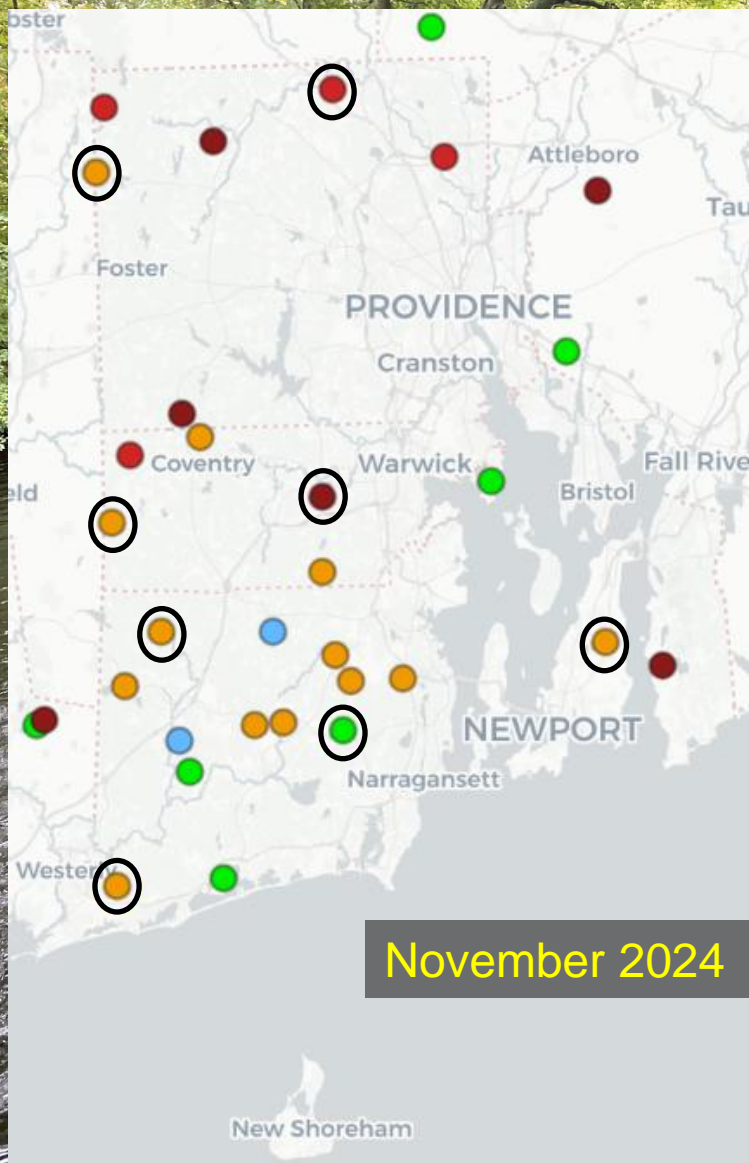 oster
Attleboro
Tau
Foster
PROVIDENCE
Cranston
Coventry
Warwick
Fall Rive
eld
Bristol
NEWPORT
Narragansett
Westerly
November 2024
New Shoreham